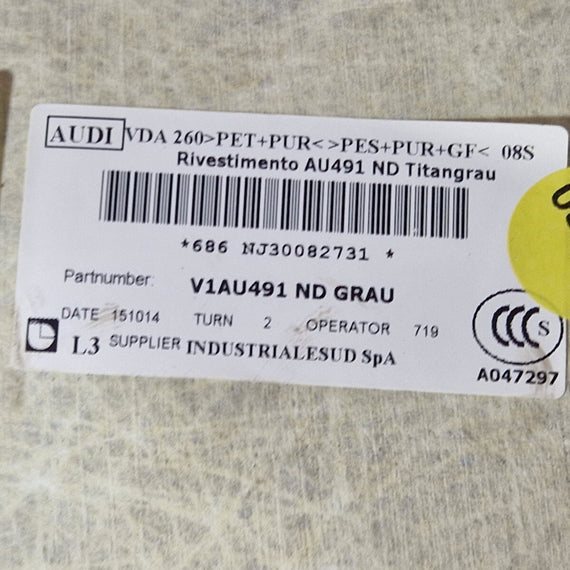 AUDI VDA 260>PET+PUR< >PES+PUR+GF< 08S
Rivestimento AU491 ND Titangrau
*686 NJ30082731 *
Partnumber: V1AU491 ND GRAU
DATE 151014 TURN 2 OPERATOR 719
L3 SUPPLIER INDUSTRIALESUD SpA
CCC S
A047297